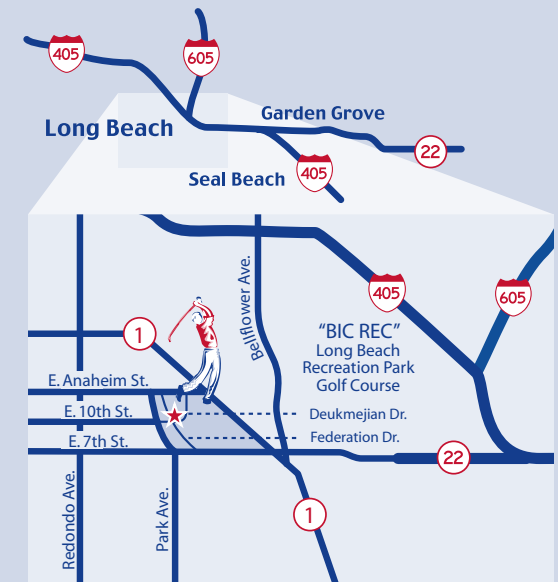 405
605
Long Beach
Garden Grove
22
Seal Beach
405
Bellflower Ave.
405
605
1
"BIC REC"
Long Beach
Recreation Park
Golf Course
E. Anaheim St.
E. 10th St.
Deukmejian Dr.
Federation Dr.
E. 7th St.
22
Redondo Ave.
Park Ave.
1